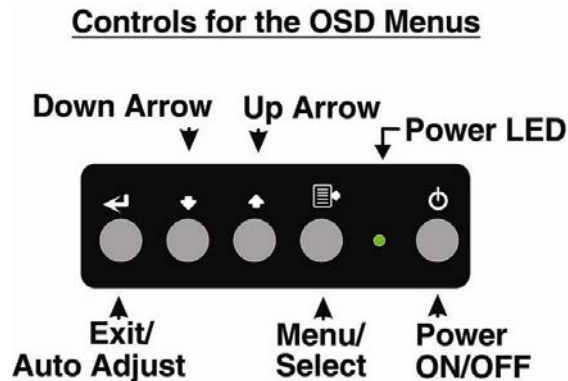 Controls for the OSD Menus
Down Arrow
Up Arrow
Power LED
Exit/
Auto Adjust
Menu/
Select
Power
ON/OFF